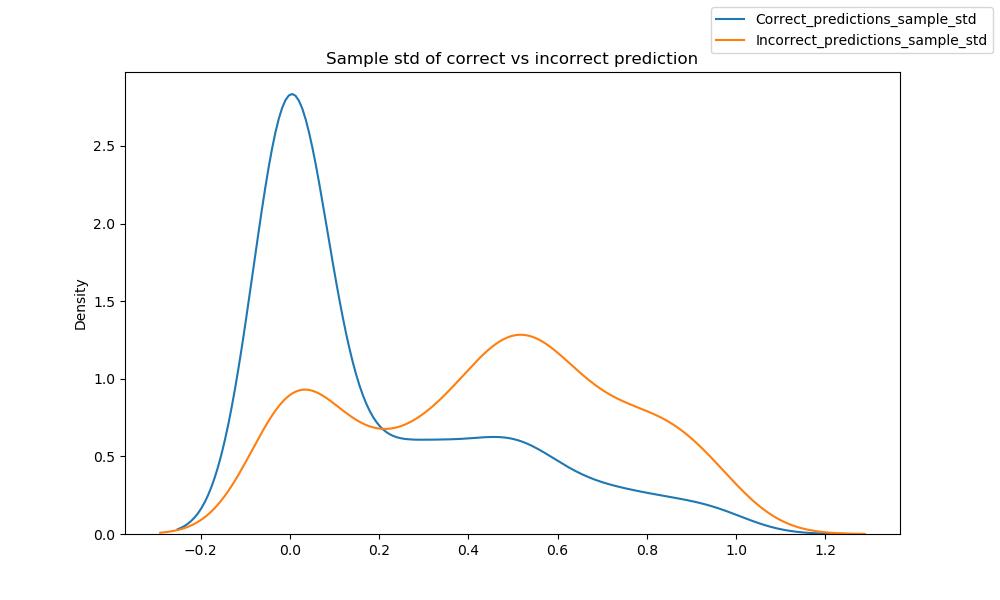 Correct_predictions_sample_std
Incorrect_predictions_sample_std
Sample std of correct vs incorrect prediction
Density
2.5
2.0
1.5
1.0
0.5
0.0
−0.2 0.0 0.2 0.4 0.6 0.8 1.0 1.2